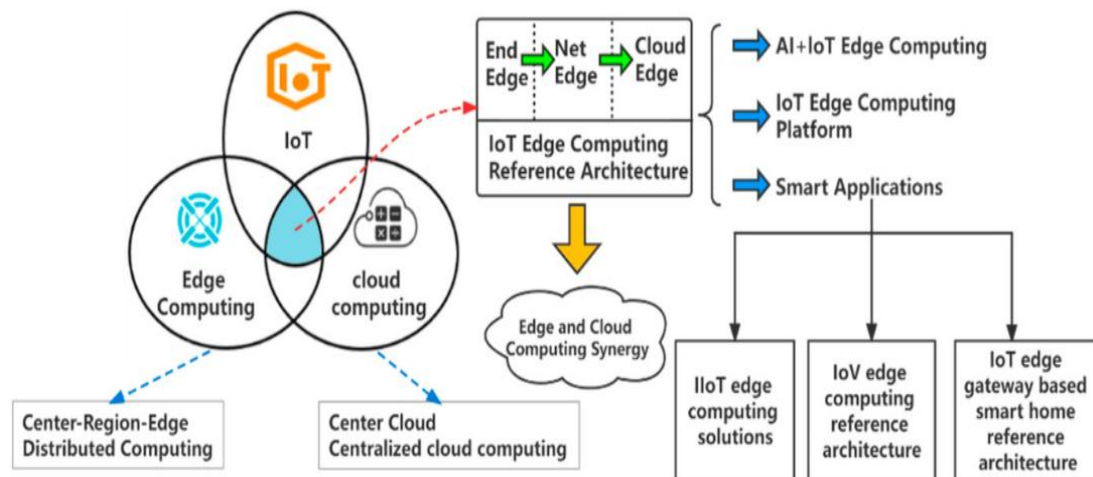 IoT
IoT
Edge
Computing
cloud
computing
Center-Region-Edge
Distributed Computing
Center Cloud
Centralized cloud computing
End
Edge
Net
Edge
Cloud
Edge
IoT Edge Computing
Reference Architecture
Edge and Cloud
Computing Synergy
AI+IoT Edge Computing
IoT Edge Computing
Platform
Smart Applications
IIoT edge
computing
solutions
IoV edge
computing
reference
architecture
IoT edge
gateway based
smart home
reference
architecture